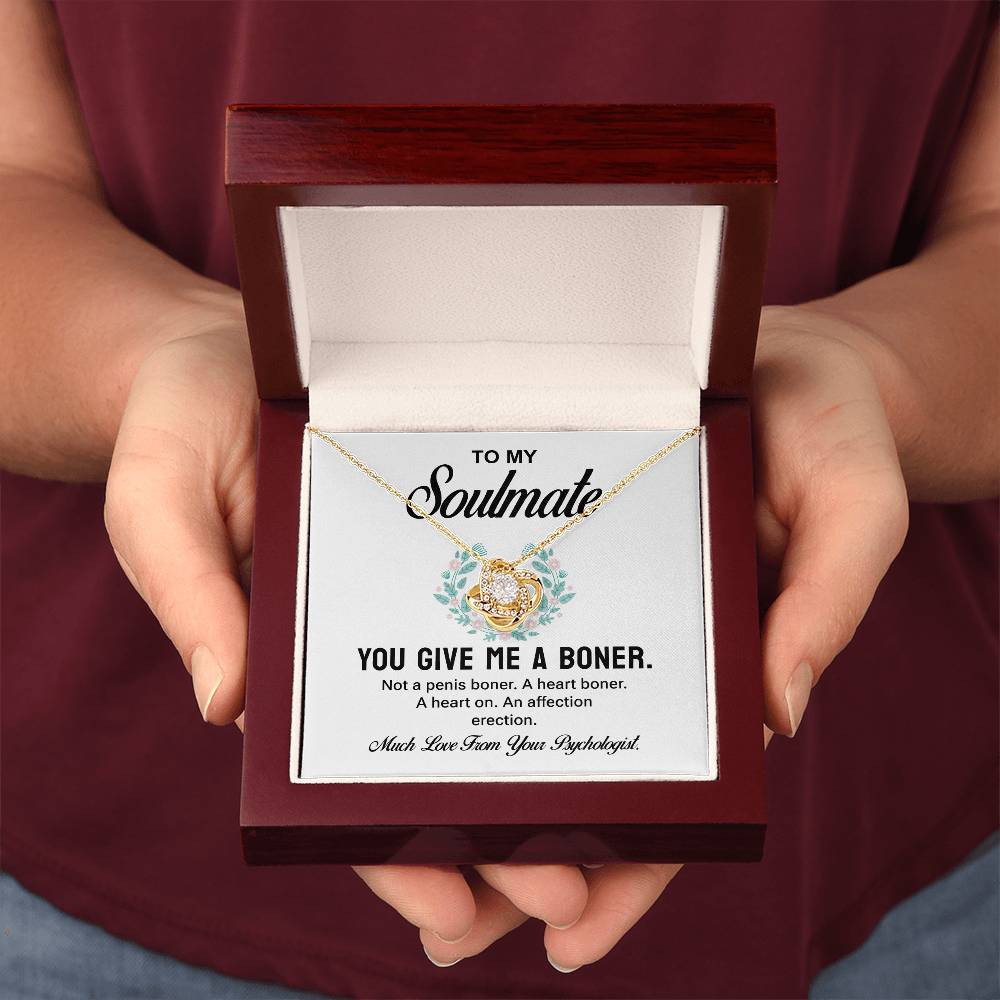 TO MY
Soulmate
YOU GIVE ME A BONER.
Not a penis boner. A heart boner.
A heart on. An affection
erection.
Much Love From Your Psychologist.